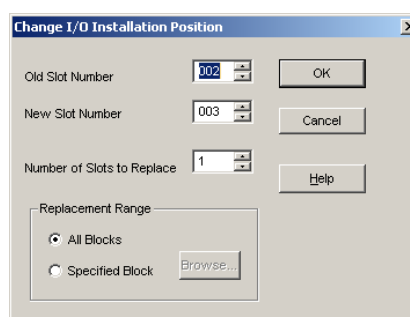 Change I/O Installation Position
Old Slot Number 002 OK
New Slot Number 003 Cancel
Number of Slots to Replace 1 Help
Replacement Range
All Blocks
Specified Block Browse...